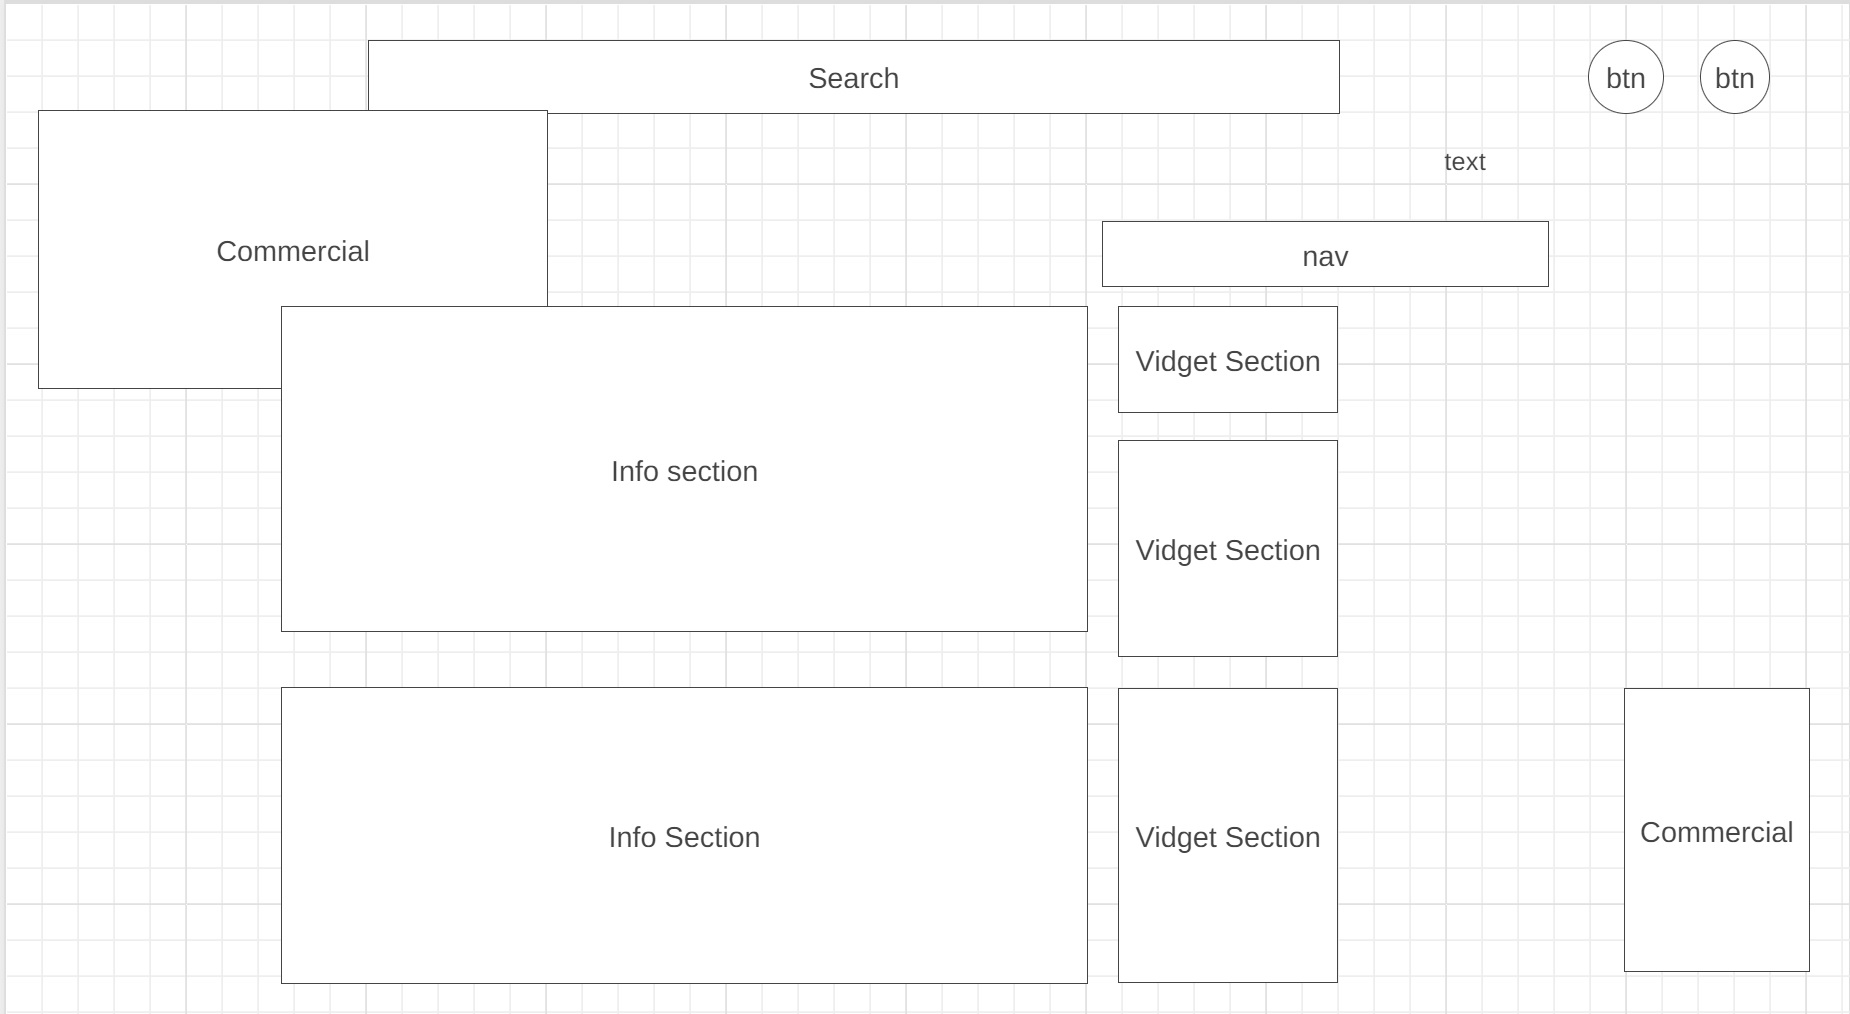 Search
btn
btn
text
Commercial
nav
Vidget Section
Info section
Vidget Section
Info Section
Vidget Section
Commercial